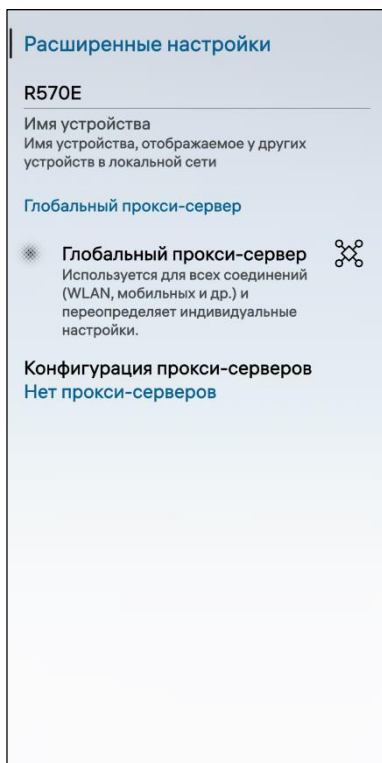 Расширенные настройки
R570E
Имя устройства
Имя устройства, отображаемое у других
устройств в локальной сети
Глобальный прокси-сервер
Глобальный прокси-сервер
Используется для всех соединений
(WLAN, мобильных и др.) и
переопределяет индивидуальные
настройки.
Конфигурация прокси-серверов
Нет прокси-серверов